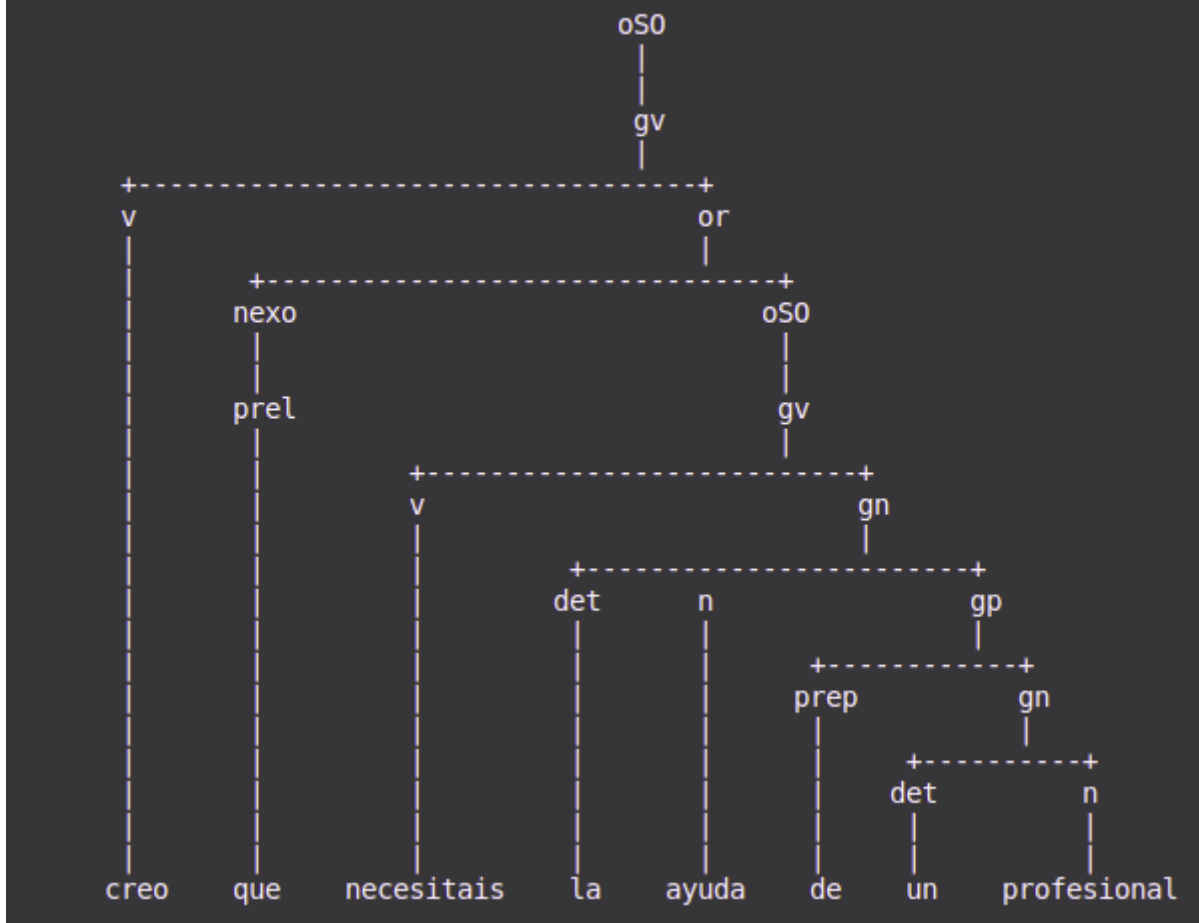 oSO
gv
v or
nexo oSO
prel gv
v gn
det n gp
prep gn
det n
creo que necesitais la ayuda de un profesional